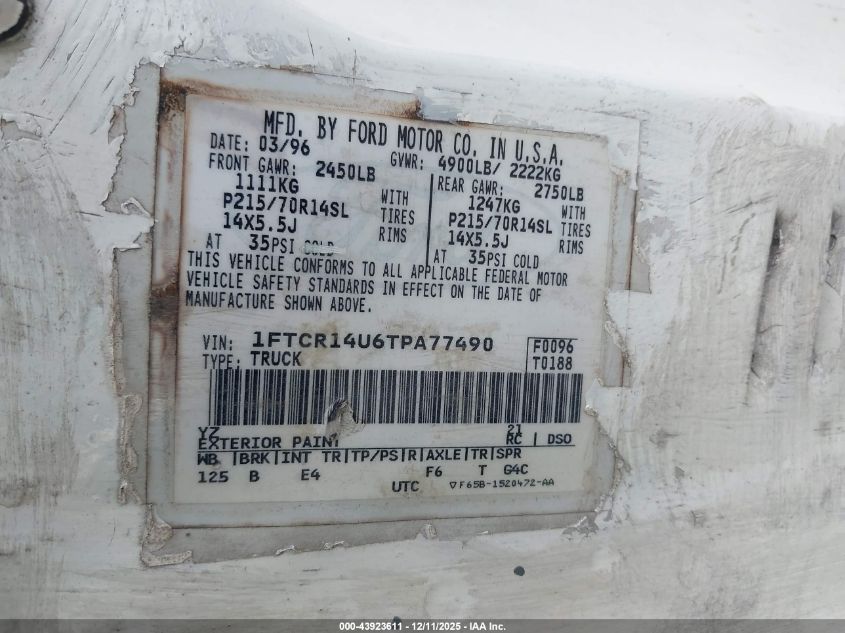 MFD. BY FORD MOTOR CO. IN U.S.A.
DATE: 03/96 GVWR: 4900LB/ 2222KG
FRONT GAWR: 2450LB REAR GAWR: 2750LB
1111KG WITH 1247KG WITH
P215/70R14SL TIRES P215/70R14SL TIRES
14X5.5J RIMS 14X5.5J RIMS
AT 35PSI COLD AT 35PSI COLD
THIS VEHICLE CONFORMS TO ALL APPLICABLE FEDERAL MOTOR
VEHICLE SAFETY STANDARDS IN EFFECT ON THE DATE OF
MANUFACTURE SHOWN ABOVE.
VIN: 1FTCR14U6TPA77490 F0096
TYPE: TRUCK T0188
YZ 21
EXTERIOR PAINT RC | DSO
WB |BRK|INT TR|TP/PS|R|AXLE|TR|SPR
125 B E4 F6 T G4C
UTC ▽F65B-1520472-AA
000-43923611 - 12/11/2025 - IAA Inc.